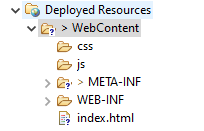 Deployed Resources
> WebContent
css
js
> META-INF
WEB-INF
index.html